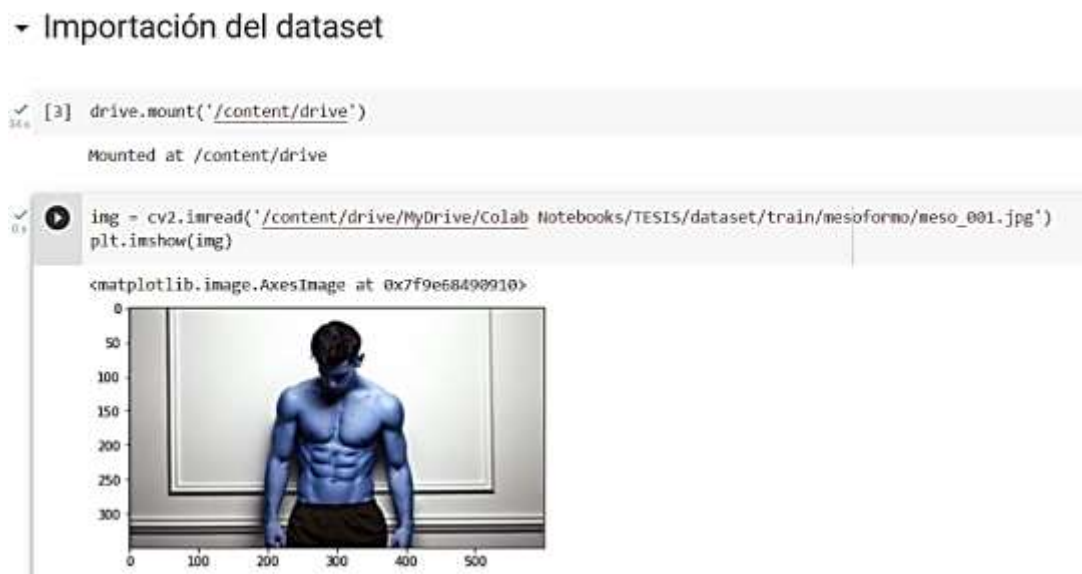 Importación del dataset
[3] drive.mount('/content/drive')
Mounted at /content/drive
img = cv2.imread('/content/drive/MyDrive/Colab Notebooks/TESIS/dataset/train/mesoformo/meso_001.jpg')
plt.imshow(img)
<matplotlib.image.AxesImage at 0x7f9e68490910>
0
50
100
150
200
250
300
0 100 200 300 400 500